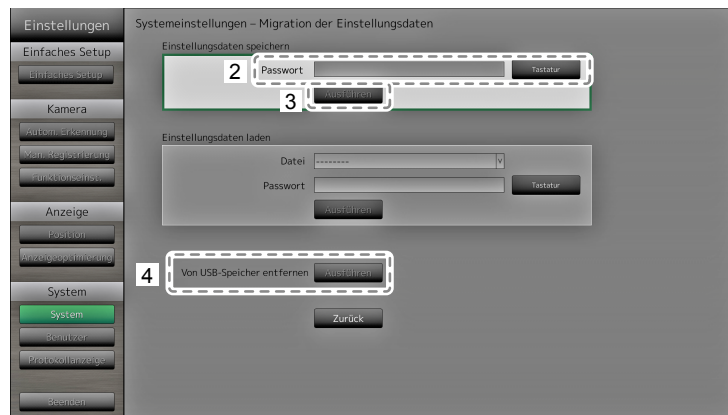 Einstellungen
Einfaches Setup
Einfaches Setup
Kamera
Autom. Erkennung
Man. Registrierung
Funktionseinst.
Anzeige
Position
Anzeigeoptimierung
System
System
Benutzer
Protokollanzeige
Beenden
Systemeinstellungen – Migration der Einstellungsdaten
Einstellungsdaten speichern
2 Passwort Tastatur
3 Ausführen
Einstellungsdaten laden
Datei -------- v
Passwort Tastatur
Ausführen
4 Von USB-Speicher entfernen Ausführen
Zurück